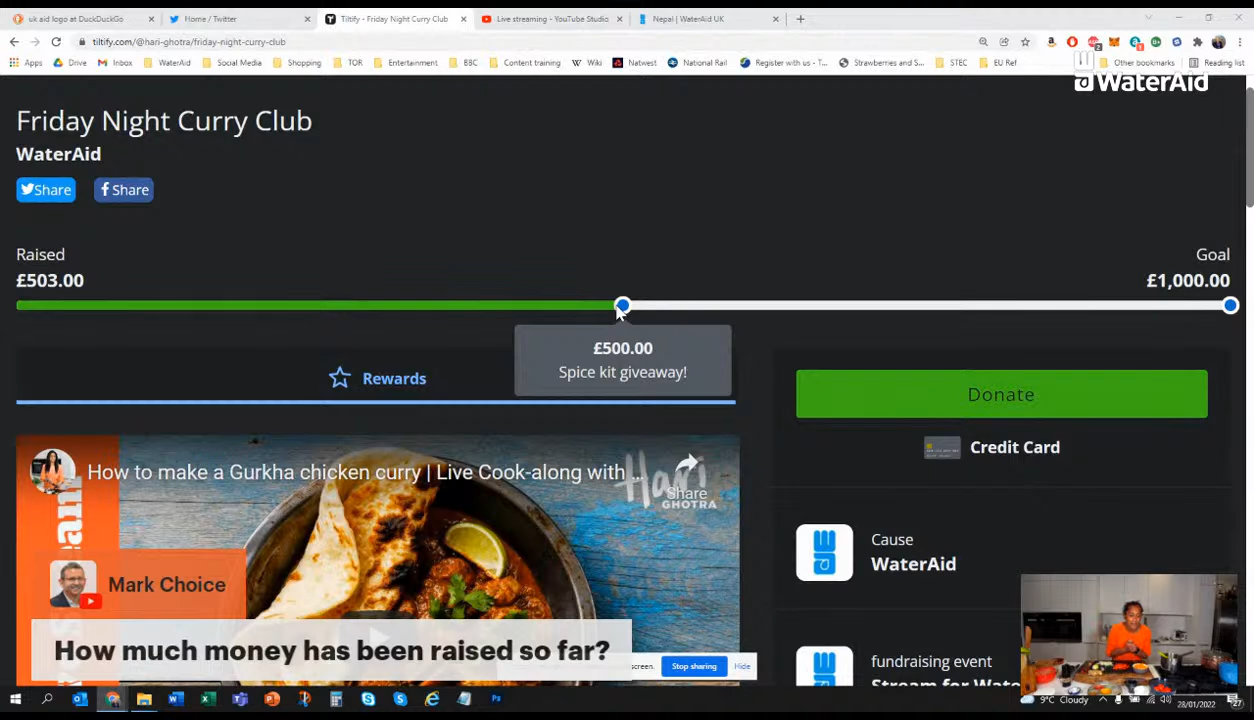 uk aid logo at DuckDuckGo
Home / Twitter
Tiltify - Friday Night Curry Club
Live streaming - YouTube Studio
Nepal | WaterAid UK
tiltify.com/@hari-ghotra/friday-night-curry-club
Apps
Drive
Inbox
WaterAid
Social Media
Shopping
TOR
Entertainment
BBC
Content training
Wiki
Natwest
National Rail
Register with us - T...
Strawberries and S...
STEC
EU Ref
Other bookmarks
Reading list
WaterAid
Friday Night Curry Club
WaterAid
Share
Share
Raised
Goal
£503.00
£1,000.00
£500.00
Spice kit giveaway!
Rewards
Donate
Credit Card
How to make a Gurkha chicken curry | Live Cook-along with ...
Hari
GHOTRA
Share
Cause
WaterAid
Mark Choice
How much money has been raised so far?
screen.
Stop sharing
Hide
fundraising event
Stream for Wate
9°C Cloudy
28/01/2022
27